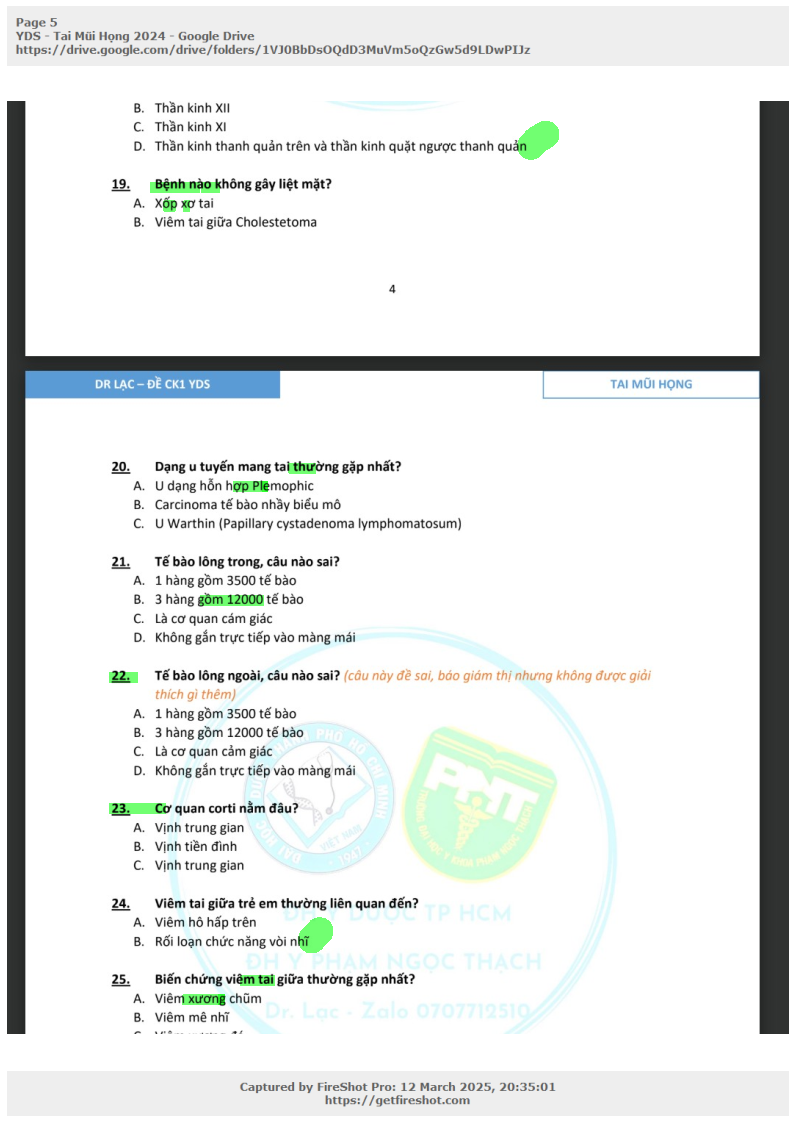 Page 5
YDS - Tai Mũi Họng 2024 - Google Drive
https://drive.google.com/drive/folders/1VJ0BbDsOQdD3MuVm5oQzGw5d9LDwPIJz
B. Thần kinh XII
C. Thần kinh XI
D. Thần kinh thanh quản trên và thần kinh quặt ngược thanh quản
19. Bệnh nào không gây liệt mặt?
A. Xốp xơ tai
B. Viêm tai giữa Cholestetoma
4
DR LẠC – ĐỀ CK1 YDS
TAI MŨI HỌNG
20. Dạng u tuyến mang tai thường gặp nhất?
A. U dạng hỗn hợp Plemophic
B. Carcinoma tế bào nhầy biểu mô
C. U Warthin (Papillary cystadenoma lymphomatosum)
21. Tế bào lông trong, câu nào sai?
A. 1 hàng gồm 3500 tế bào
B. 3 hàng gồm 12000 tế bào
C. Là cơ quan cám giác
D. Không gắn trực tiếp vào màng mái
22. Tế bào lông ngoài, câu nào sai? (câu này đề sai, báo giám thị nhưng không được giải
thích gì thêm)
A. 1 hàng gồm 3500 tế bào
B. 3 hàng gồm 12000 tế bào
C. Là cơ quan cảm giác
D. Không gắn trực tiếp vào màng mái
23. Cơ quan corti nằm đâu?
A. Vịnh trung gian
B. Vịnh tiền đình
C. Vịnh trung gian
24. Viêm tai giữa trẻ em thường liên quan đến?
A. Viêm hô hấp trên
B. Rối loạn chức năng vòi nhĩ
25. Biến chứng viêm tai giữa thường gặp nhất?
A. Viêm xương chũm
B. Viêm mê nhĩ
PNT
VIỆT NAM
1947
ĐH Y DƯỢC TP HCM
ĐH Y PHẠM NGỌC THẠCH
Dr. Lạc - Zalo 0707712510
Captured by FireShot Pro: 12 March 2025, 20:35:01
https://getfireshot.com